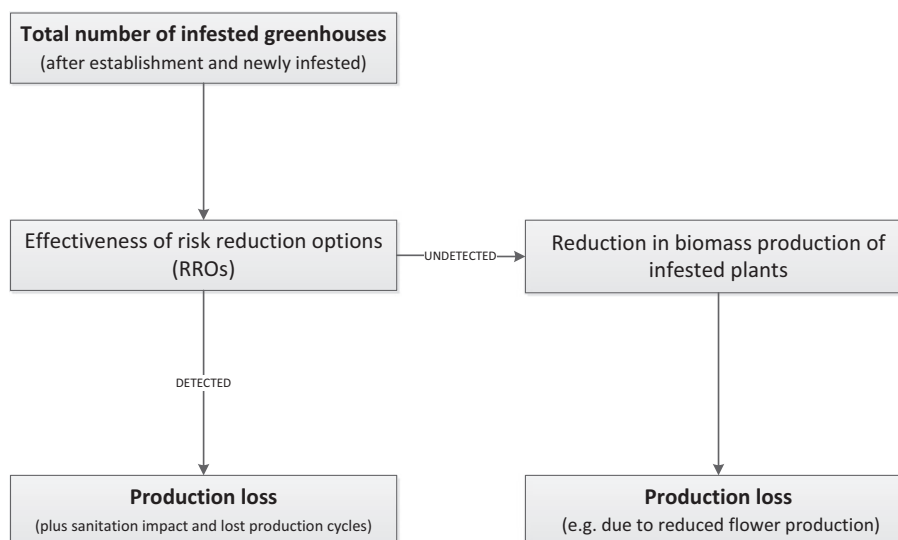 Total number of infested greenhouses
(after establishment and newly infested)
Effectiveness of risk reduction options
(RROs)
UNDETECTED
Reduction in biomass production of
infested plants
DETECTED
Production loss
(plus sanitation impact and lost production cycles)
Production loss
(e.g. due to reduced flower production)